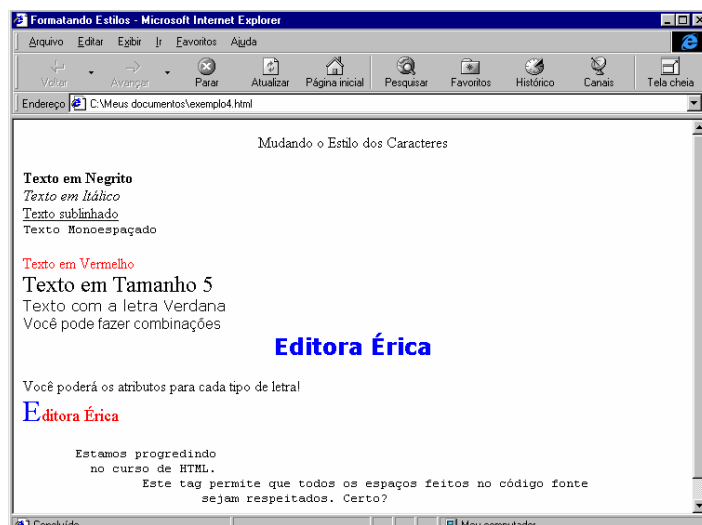 Formatando Estilos - Microsoft Internet Explorer
Arquivo Editar Exibir Ir Favoritos Ajuda
Voltar Avançar Parar Atualizar Página inicial Pesquisar Favoritos Histórico Canais Tela cheia
Endereço C:\Meus documentos\exemplo4.html
Mudando o Estilo dos Caracteres
Texto em Negrito
Texto em Itálico
Texto sublinhado
Texto Monoespaçado
Texto em Vermelho
Texto em Tamanho 5
Texto com a letra Verdana
Você pode fazer combinações
Editora Érica
Você poderá os atributos para cada tipo de letra!
Editora Érica
Estamos progredindo
no curso de HTML.
Este tag permite que todos os espaços feitos no código fonte
sejam respeitados. Certo?
Concluído Meu computador